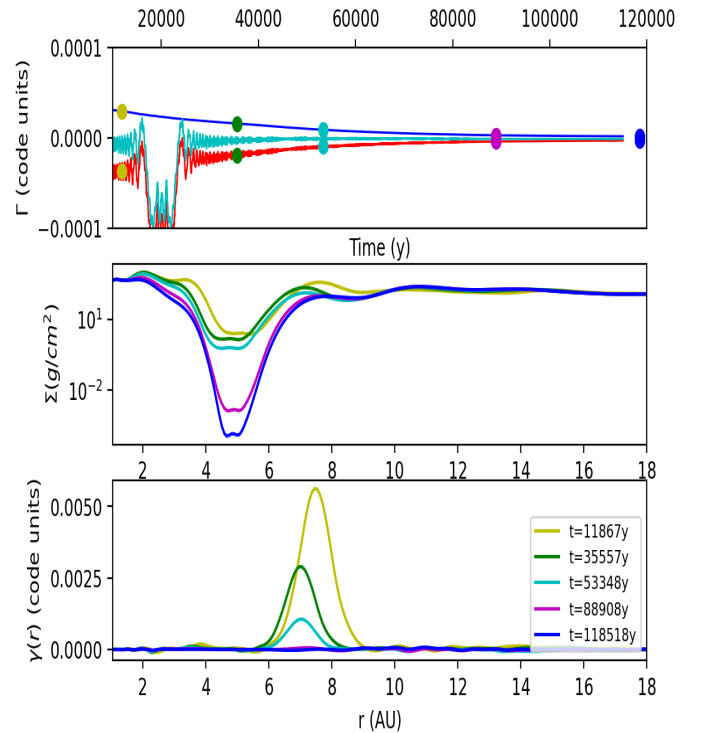 20000 40000 60000 80000 100000 120000
0.0001
0.0000
−0.0001
Γ (code units)
Time (y)
10¹
10⁻²
Σ(g/cm²)
2 4 6 8 10 12 14 16 18
0.0050
0.0025
0.0000
γ(r) (code units)
t=11867y
t=35557y
t=53348y
t=88908y
t=118518y
2 4 6 8 10 12 14 16 18
r (AU)